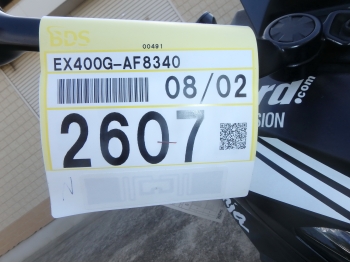 BDS
00491
EX400G-AF8340
08/02
2607
rd.com
SION